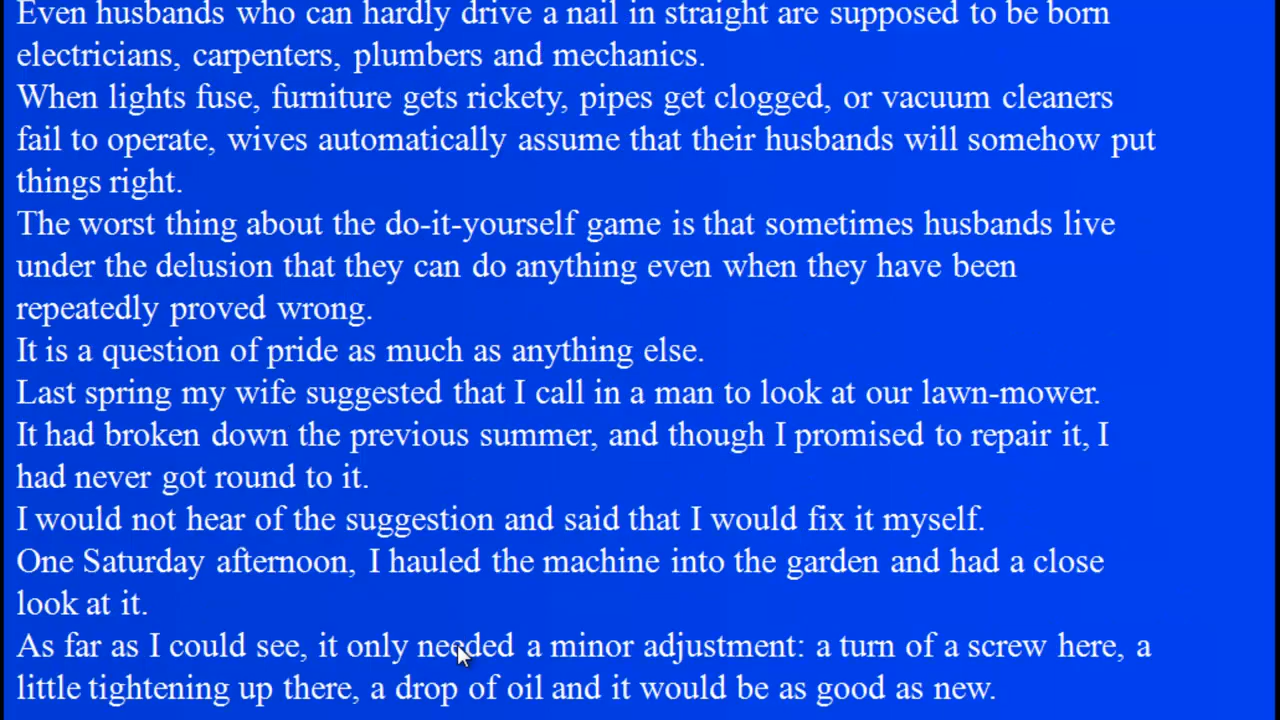 Even husbands who can hardly drive a nail in straight are supposed to be born
electricians, carpenters, plumbers and mechanics.
When lights fuse, furniture gets rickety, pipes get clogged, or vacuum cleaners
fail to operate, wives automatically assume that their husbands will somehow put
things right.
The worst thing about the do-it-yourself game is that sometimes husbands live
under the delusion that they can do anything even when they have been
repeatedly proved wrong.
It is a question of pride as much as anything else.
Last spring my wife suggested that I call in a man to look at our lawn-mower.
It had broken down the previous summer, and though I promised to repair it, I
had never got round to it.
I would not hear of the suggestion and said that I would fix it myself.
One Saturday afternoon, I hauled the machine into the garden and had a close
look at it.
As far as I could see, it only needed a minor adjustment: a turn of a screw here, a
little tightening up there, a drop of oil and it would be as good as new.